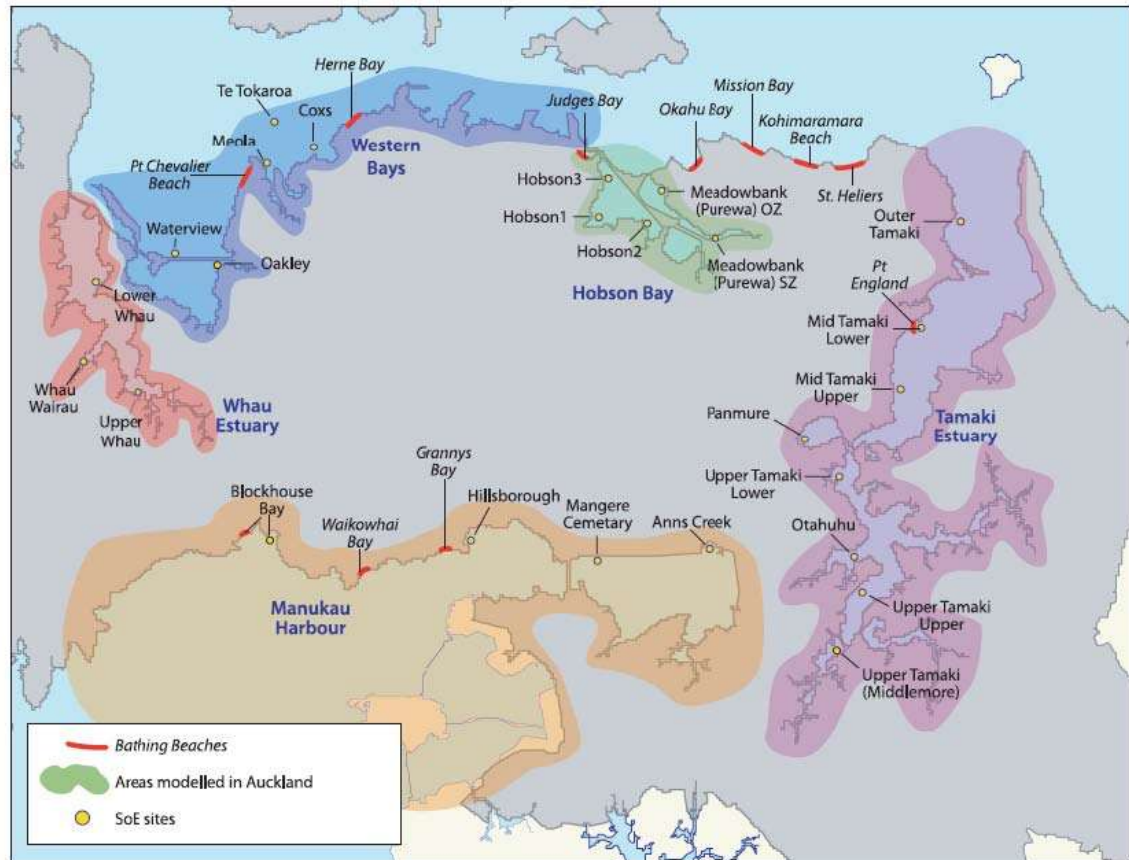 Herne Bay
Te Tokaroa
Coxs
Meola
Pt Chevalier
Beach
Western
Bays
Judges Bay
Okahu Bay
Mission Bay
Kohimaramara
Beach
St. Heliers
Hobson3
Hobson1
Hobson2
Meadowbank
(Purewa) OZ
Meadowbank
(Purewa) SZ
Hobson Bay
Outer
Tamaki
Pt
England
Mid Tamaki
Lower
Mid Tamaki
Upper
Panmure
Tamaki
Estuary
Upper Tamaki
Lower
Otahuhu
Upper Tamaki
Upper
Upper Tamaki
(Middlemore)
Waterview
Oakley
Lower
Whau
Whau
Wairau
Upper
Whau
Whau
Estuary
Blockhouse
Bay
Waikowhai
Bay
Grannys
Bay
Hillsborough
Mangere
Cemetary
Anns Creek
Manukau
Harbour
Bathing Beaches
Areas modelled in Auckland
SoE sites